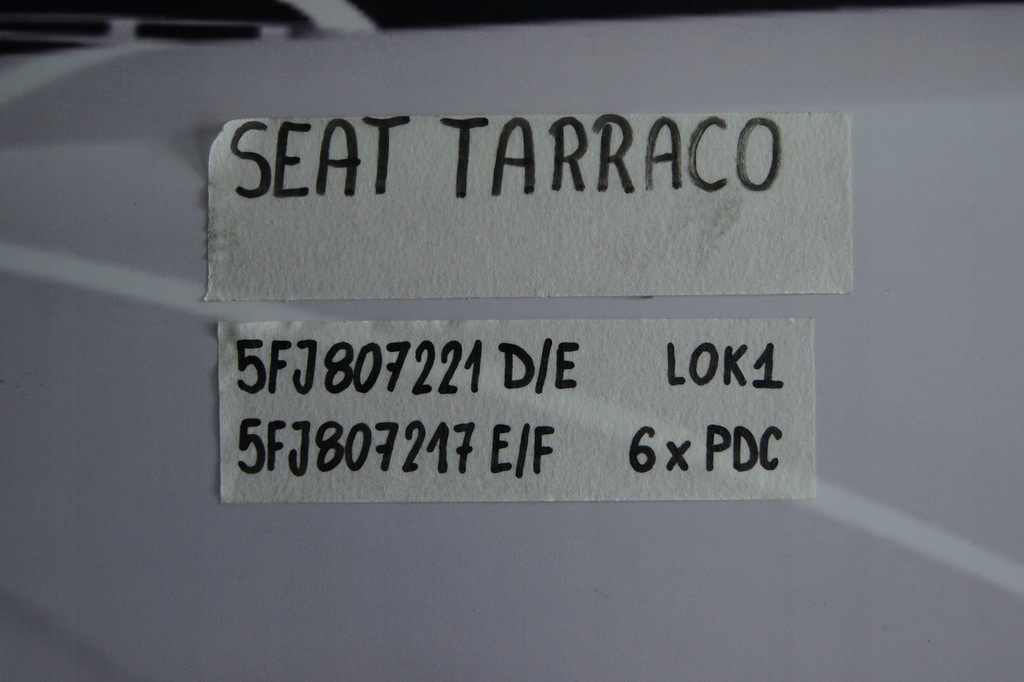 SEAT TARRACO
5FJ807221 D/E LOK1
5FJ807217 E/F 6 x PDC